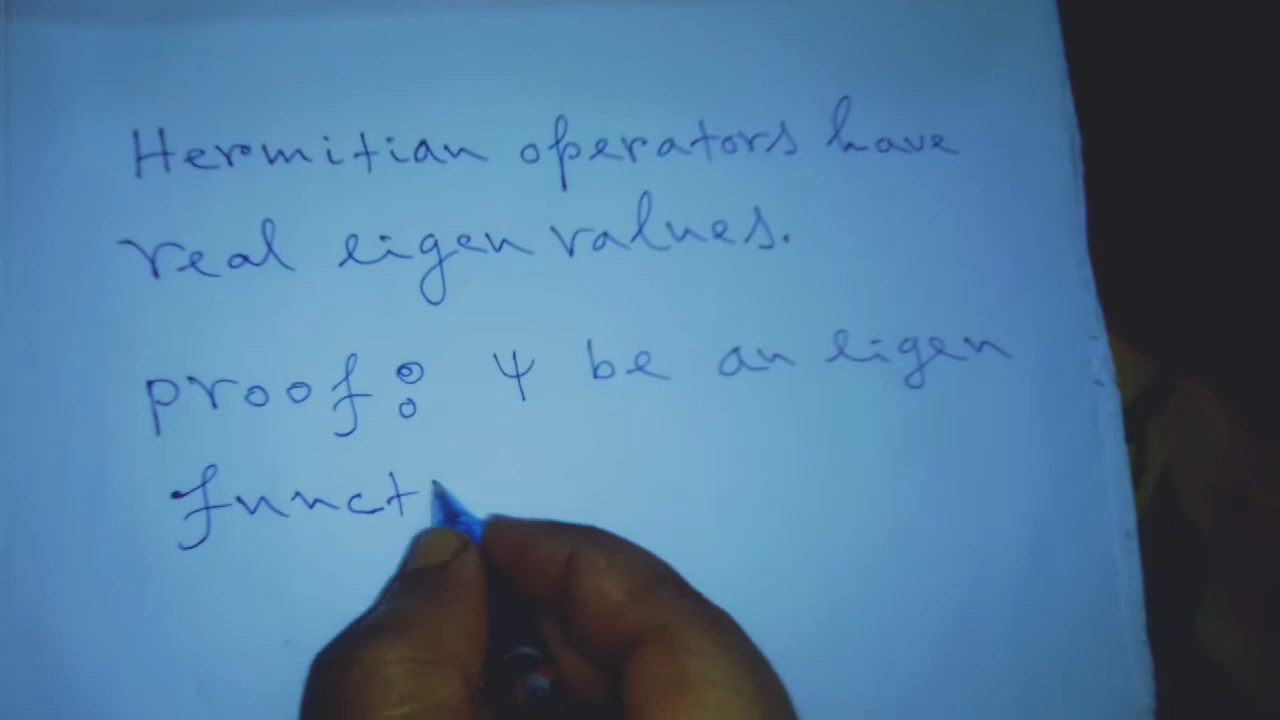 Hermitian operators have
real eigen values.
proof: ψ be an eigen
funct